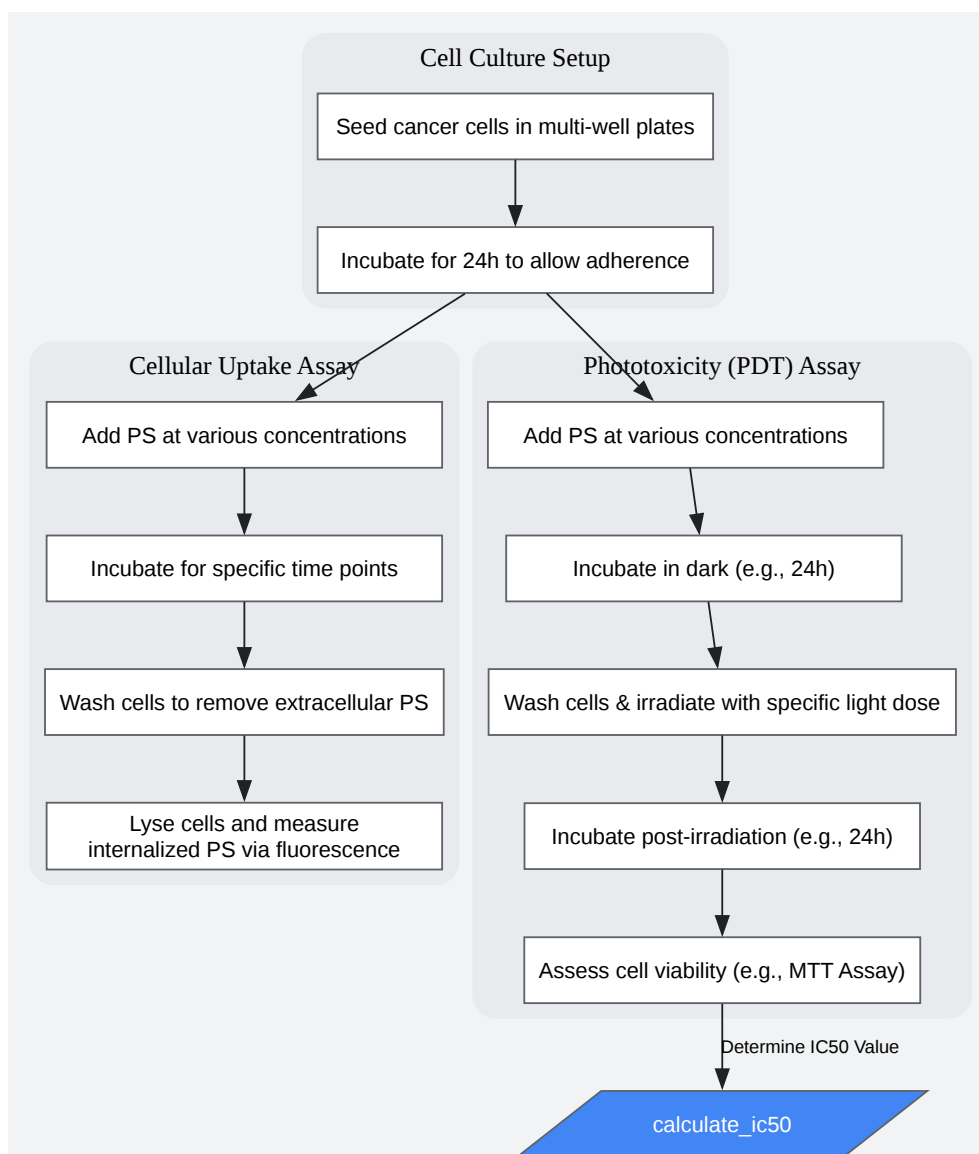 Cell Culture Setup
Seed cancer cells in multi-well plates
Incubate for 24h to allow adherence
Cellular Uptake Assay
Add PS at various concentrations
Incubate for specific time points
Wash cells to remove extracellular PS
Lyse cells and measure
internalized PS via fluorescence
Phototoxicity (PDT) Assay
Add PS at various concentrations
Incubate in dark (e.g., 24h)
Wash cells & irradiate with specific light dose
Incubate post-irradiation (e.g., 24h)
Assess cell viability (e.g., MTT Assay)
Determine IC50 Value
calculate_ic50